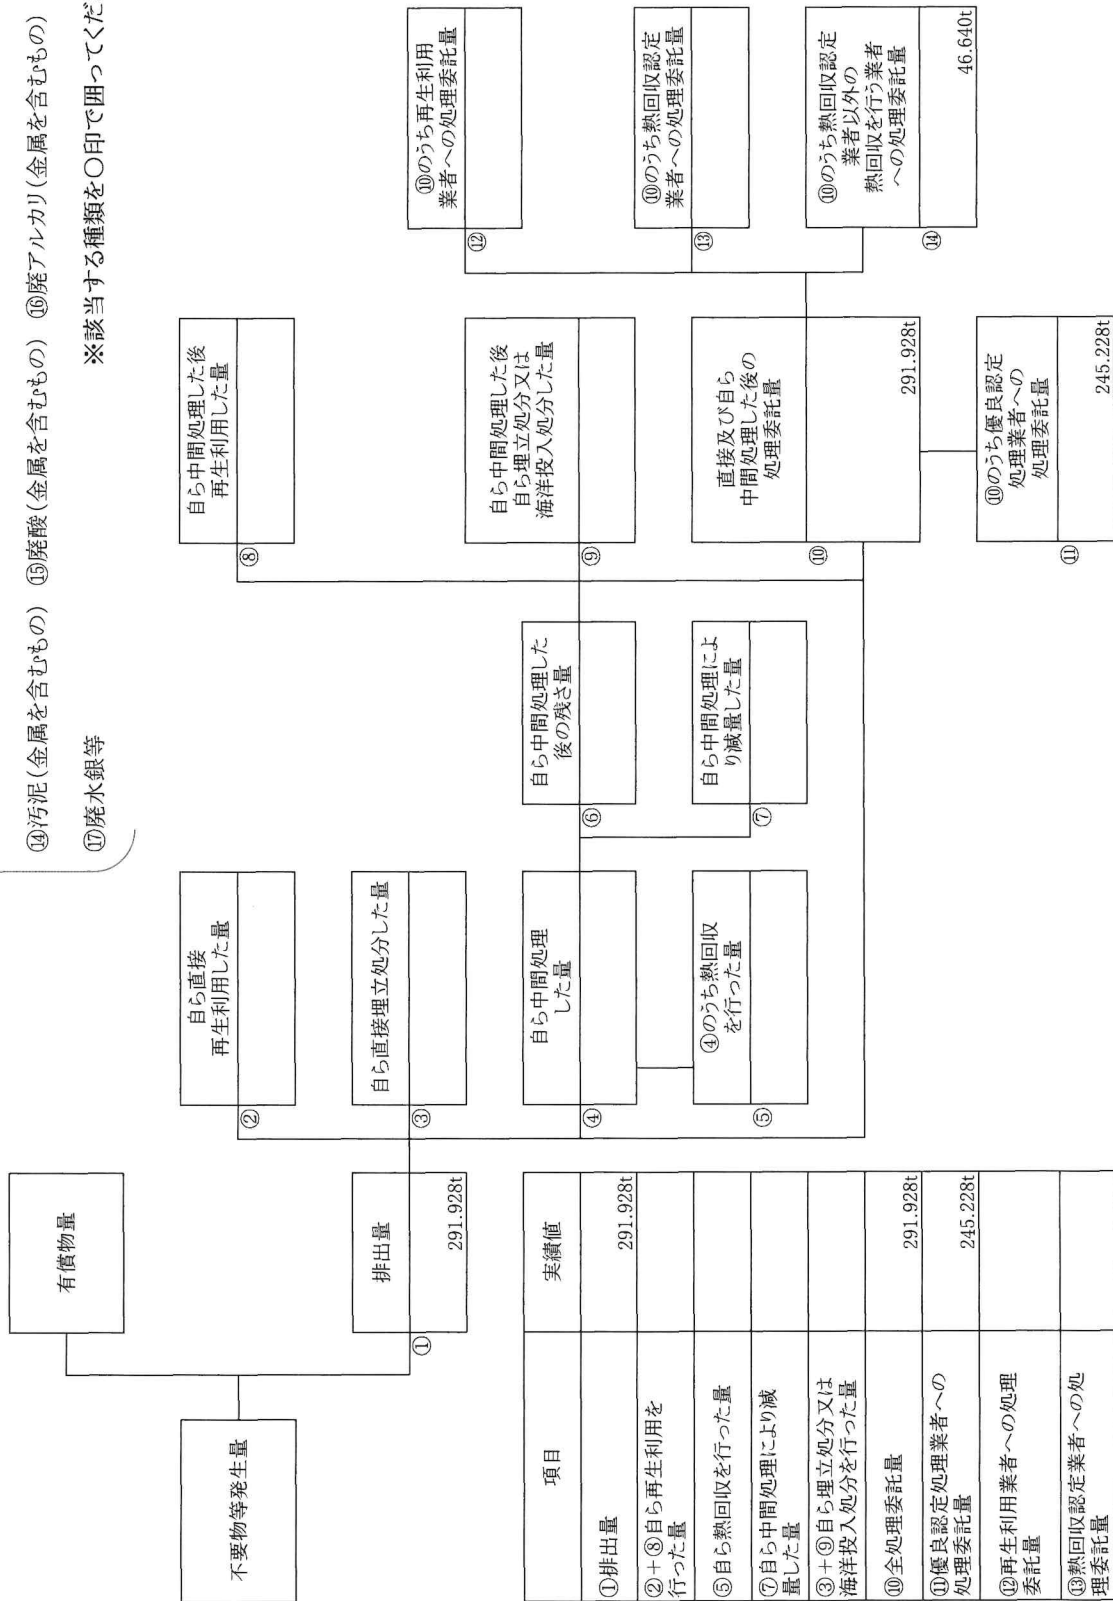 ⑭汚泥(金属を含むもの) ⑮廃酸(金属を含むもの) ⑯廃アルカリ(金属を含むもの)
⑰廃水銀等
※該当する種類を○印で囲ってくだ
有償物量
不要物等発生量
①
排出量
291.928t
②
自ら直接
再生利用した量
③
自ら直接埋立処分した量
④
自ら中間処理
した量
⑤
④のうち熱回収
を行った量
⑥
自ら中間処理した
後の残さ量
⑦
自ら中間処理によ
り減量した量
⑧
自ら中間処理した後
再生利用した量
⑨
自ら中間処理した後
自ら埋立処分又は
海洋投入処分した量
⑩
直接及び自ら
中間処理した後の
処理委託量
291.928t
⑪
⑩のうち優良認定
処理業者への
処理委託量
245.228t
⑫
⑩のうち再生利用
業者への処理委託量
⑬
⑩のうち熱回収認定
業者への処理委託量
⑭
⑩のうち熱回収認定
業者以外の
熱回収を行う業者
への処理委託量
46.640t
項目 実績値
①排出量 291.928t
②+⑧自ら再生利用を
行った量
⑤自ら熱回収を行った量
⑦自ら中間処理により減
量した量
③+⑨自ら埋立処分又は
海洋投入処分を行った量
⑩全処理委託量 291.928t
⑪優良認定処理業者への
処理委託量 245.228t
⑫再生利用業者への処理
委託量
⑬熱回収認定業者への処
理委託量